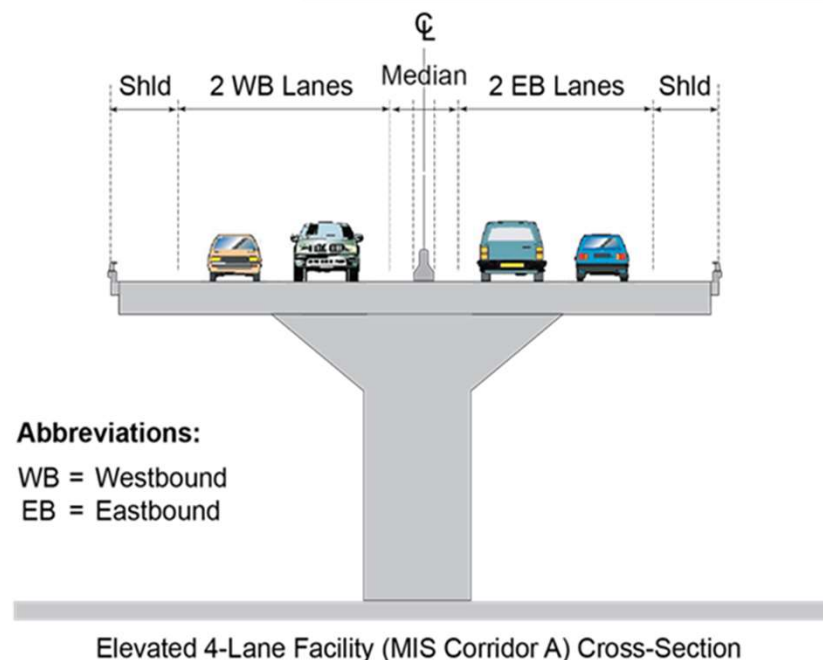 ℄
Shld
2 WB Lanes
Median
2 EB Lanes
Shld
Abbreviations:
WB = Westbound
EB = Eastbound
Elevated 4-Lane Facility (MIS Corridor A) Cross-Section